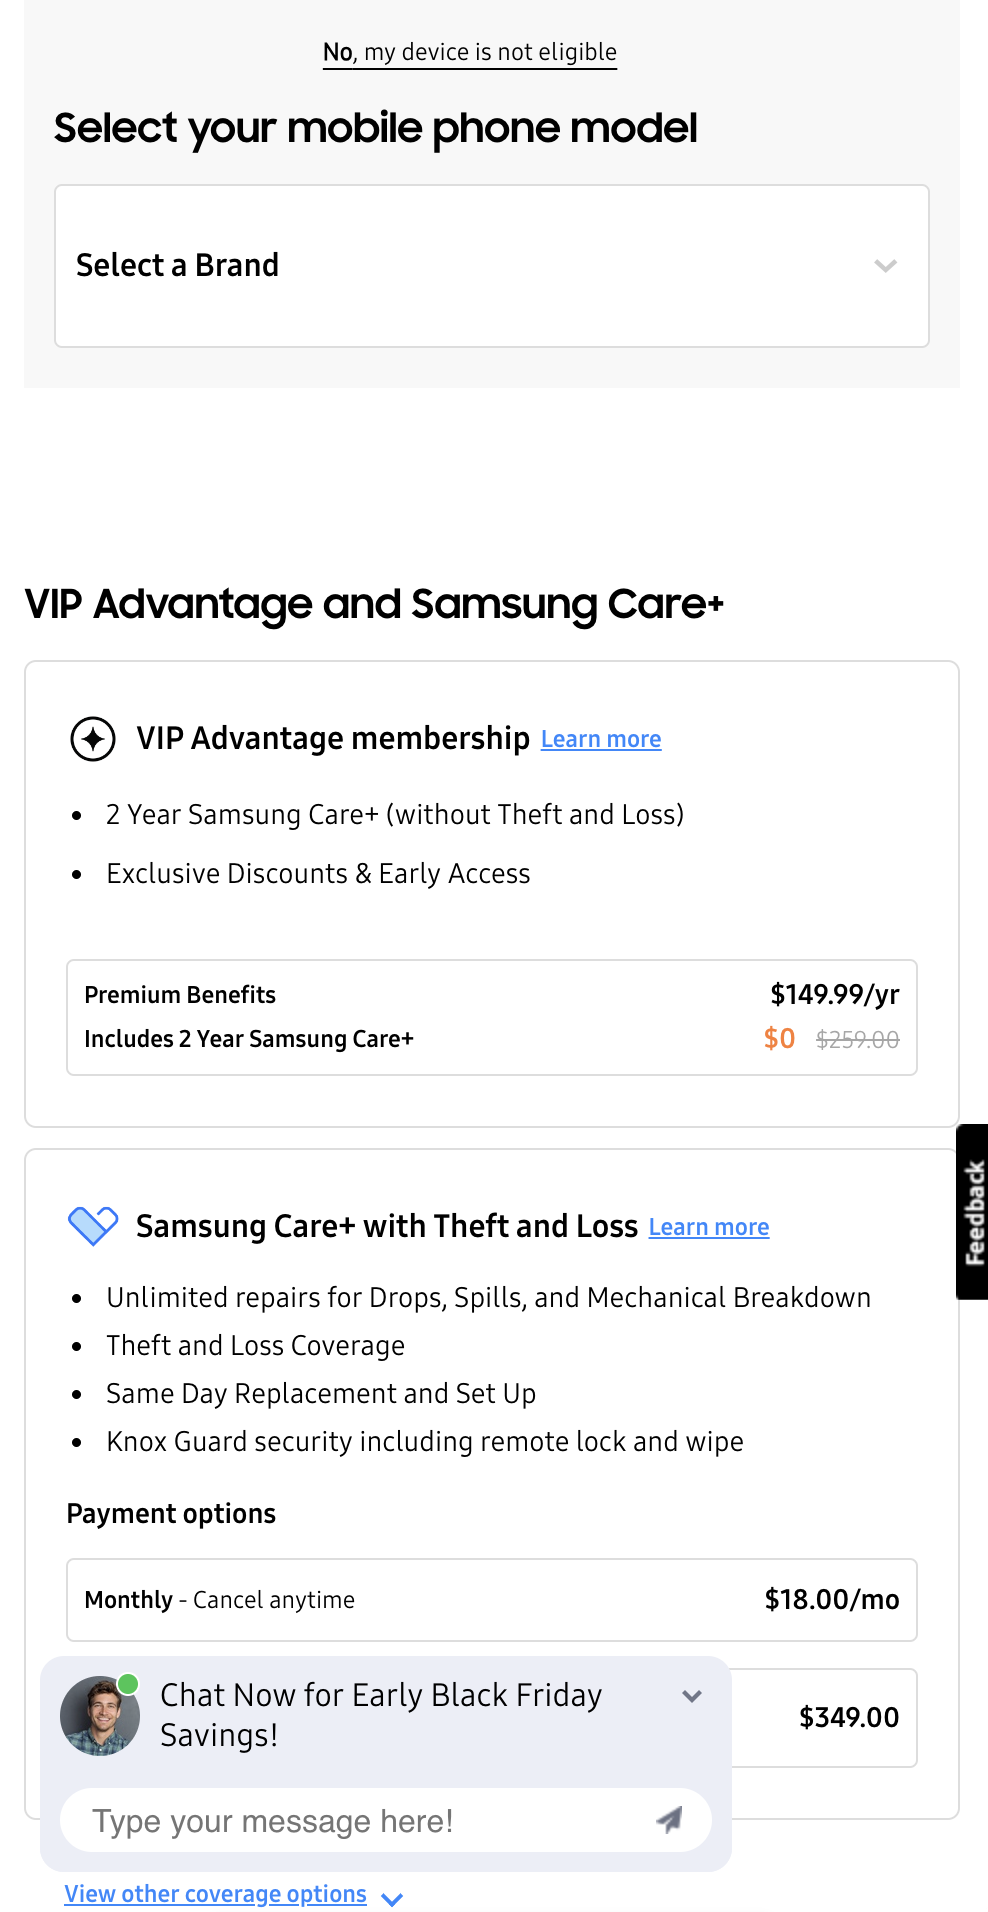 No, my device is not eligible
Select your mobile phone model
Select a Brand
VIP Advantage and Samsung Care+
VIP Advantage membership Learn more
• 2 Year Samsung Care+ (without Theft and Loss)
• Exclusive Discounts & Early Access
Premium Benefits $149.99/yr
Includes 2 Year Samsung Care+ $0 $259.00
Feedback
Samsung Care+ with Theft and Loss Learn more
• Unlimited repairs for Drops, Spills, and Mechanical Breakdown
• Theft and Loss Coverage
• Same Day Replacement and Set Up
• Knox Guard security including remote lock and wipe
Payment options
Monthly - Cancel anytime $18.00/mo
$349.00
Chat Now for Early Black Friday
Savings!
Type your message here!
View other coverage options